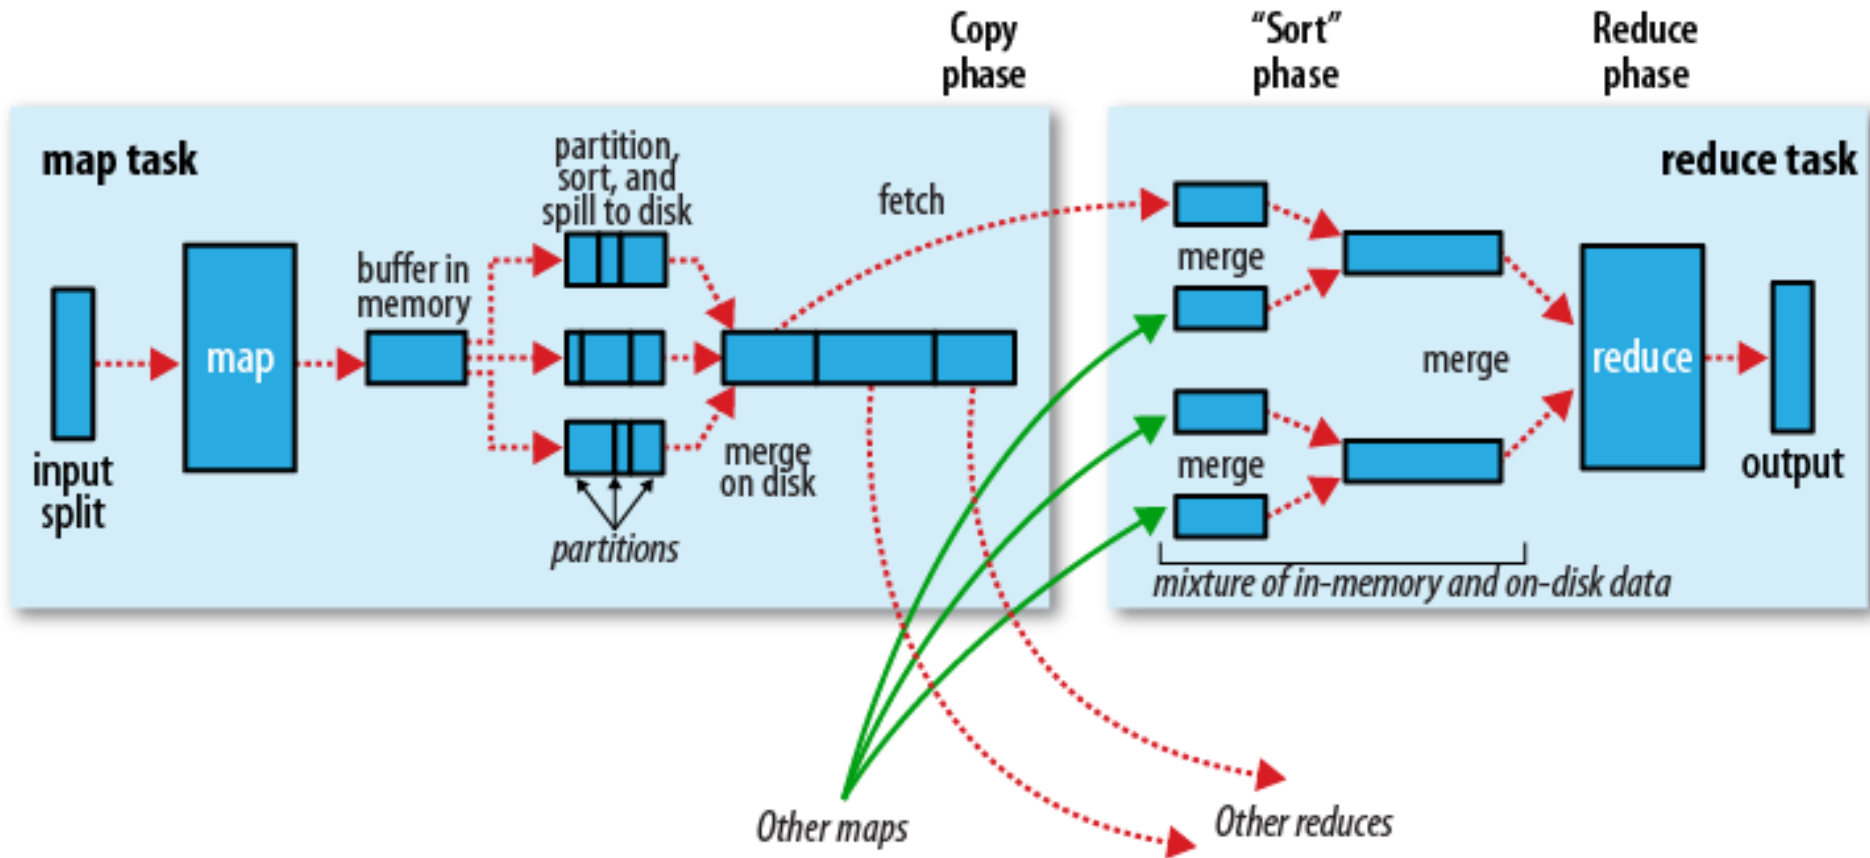 Copy
phase
“Sort”
phase
Reduce
phase
map task
partition,
sort, and
spill to disk
fetch
buffer in
memory
map
input
split
merge
on disk
partitions
reduce task
merge
merge
merge
reduce
output
mixture of in-memory and on-disk data
Other maps
Other reduces